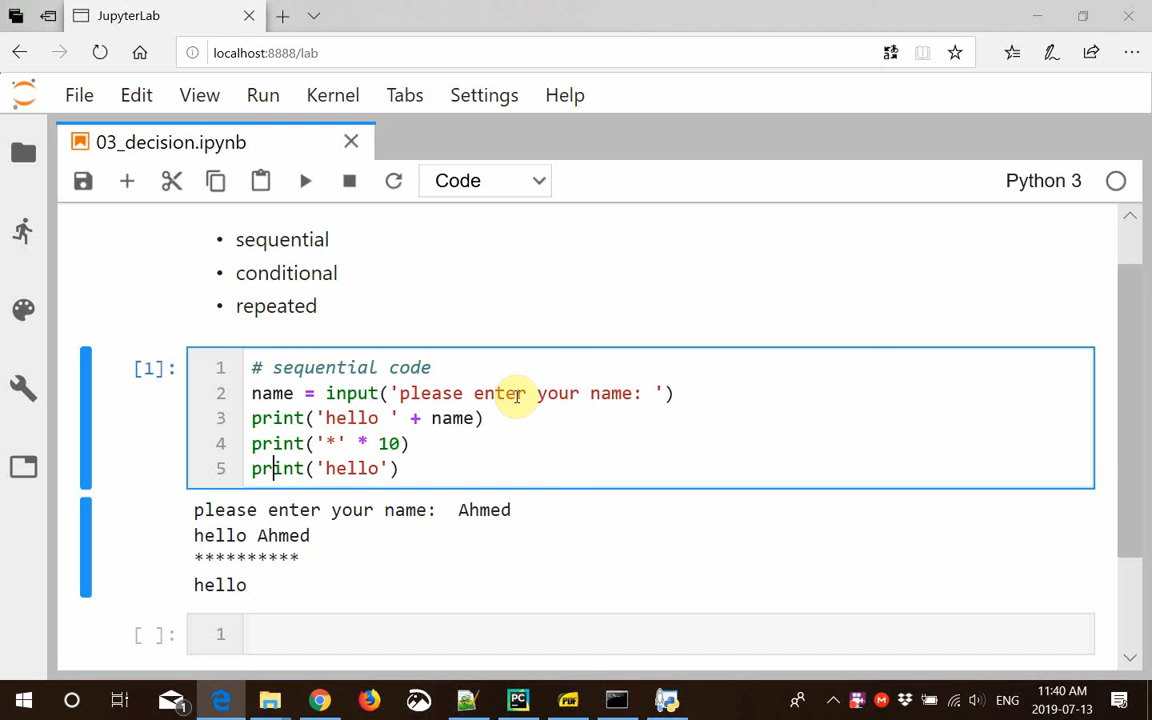 JupyterLab
localhost:8888/lab
File Edit View Run Kernel Tabs Settings Help
03_decision.ipynb
Code Python 3
• sequential
• conditional
• repeated
[1]:
1 # sequential code
2 name = input('please enter your name: ')
3 print('hello ' + name)
4 print('*' * 10)
5 print('hello')
please enter your name:  Ahmed
hello Ahmed
**********
hello
[ ]: 1
1 PC PDF ENG 11:40 AM
2019-07-13